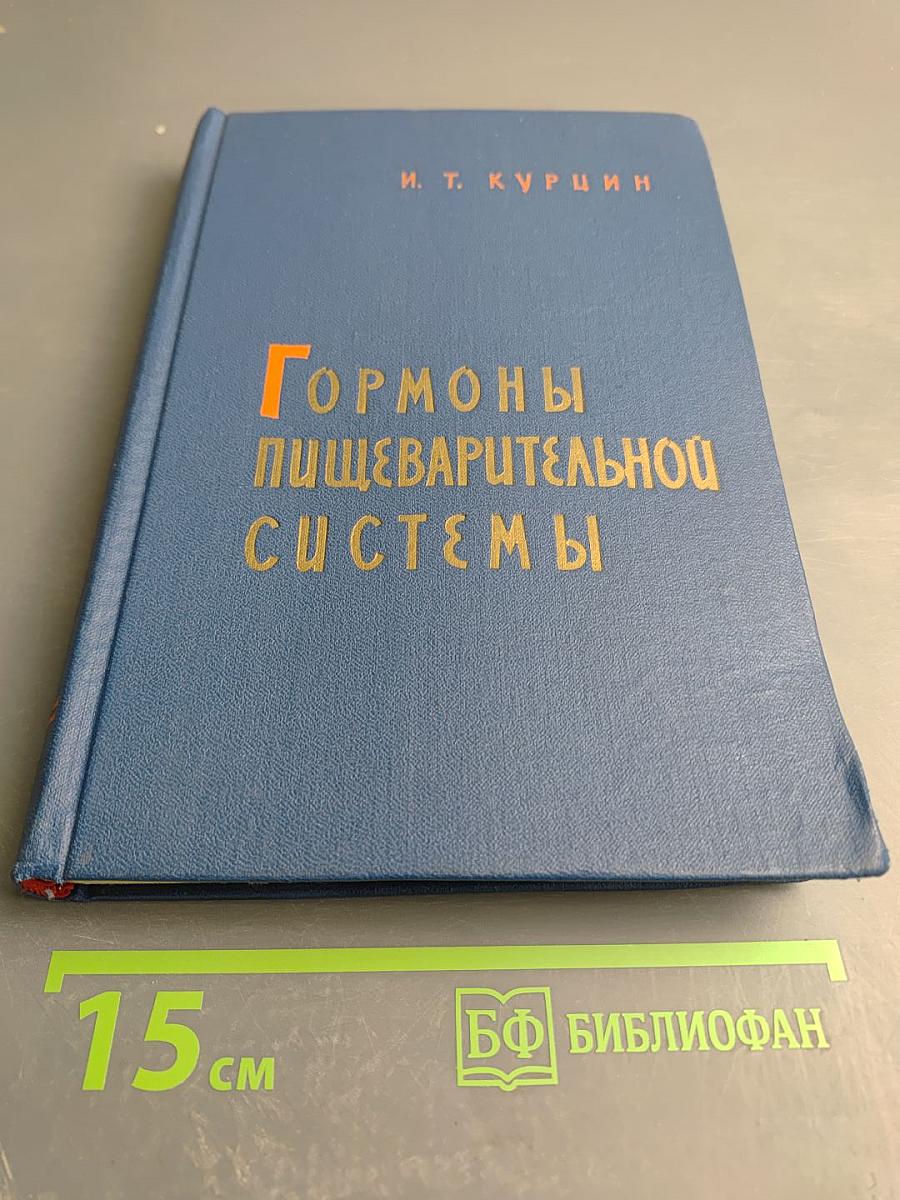 И. Т. КУРЦИН
ГОРМОНЫ
ПИЩЕВАРИТЕЛЬНОЙ
СИСТЕМЫ
15 см
БФ БИБЛИОФАН